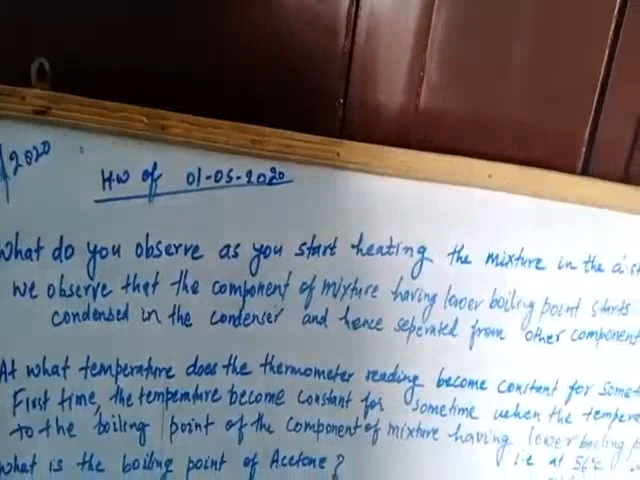 2020
HW of 01-05-2020
What do you observe as you start heating the mixture in the
we observe that the component of mixture having lower boiling point starts
condensed in the condenser and hence seperated from other component
At what temperature does the thermometer reading become constant for
First time, the temperature become constant for sometime when the
to the boiling point of the component of mixture having lower boiling
What is the boiling point of Acetone? i.e at 56°C